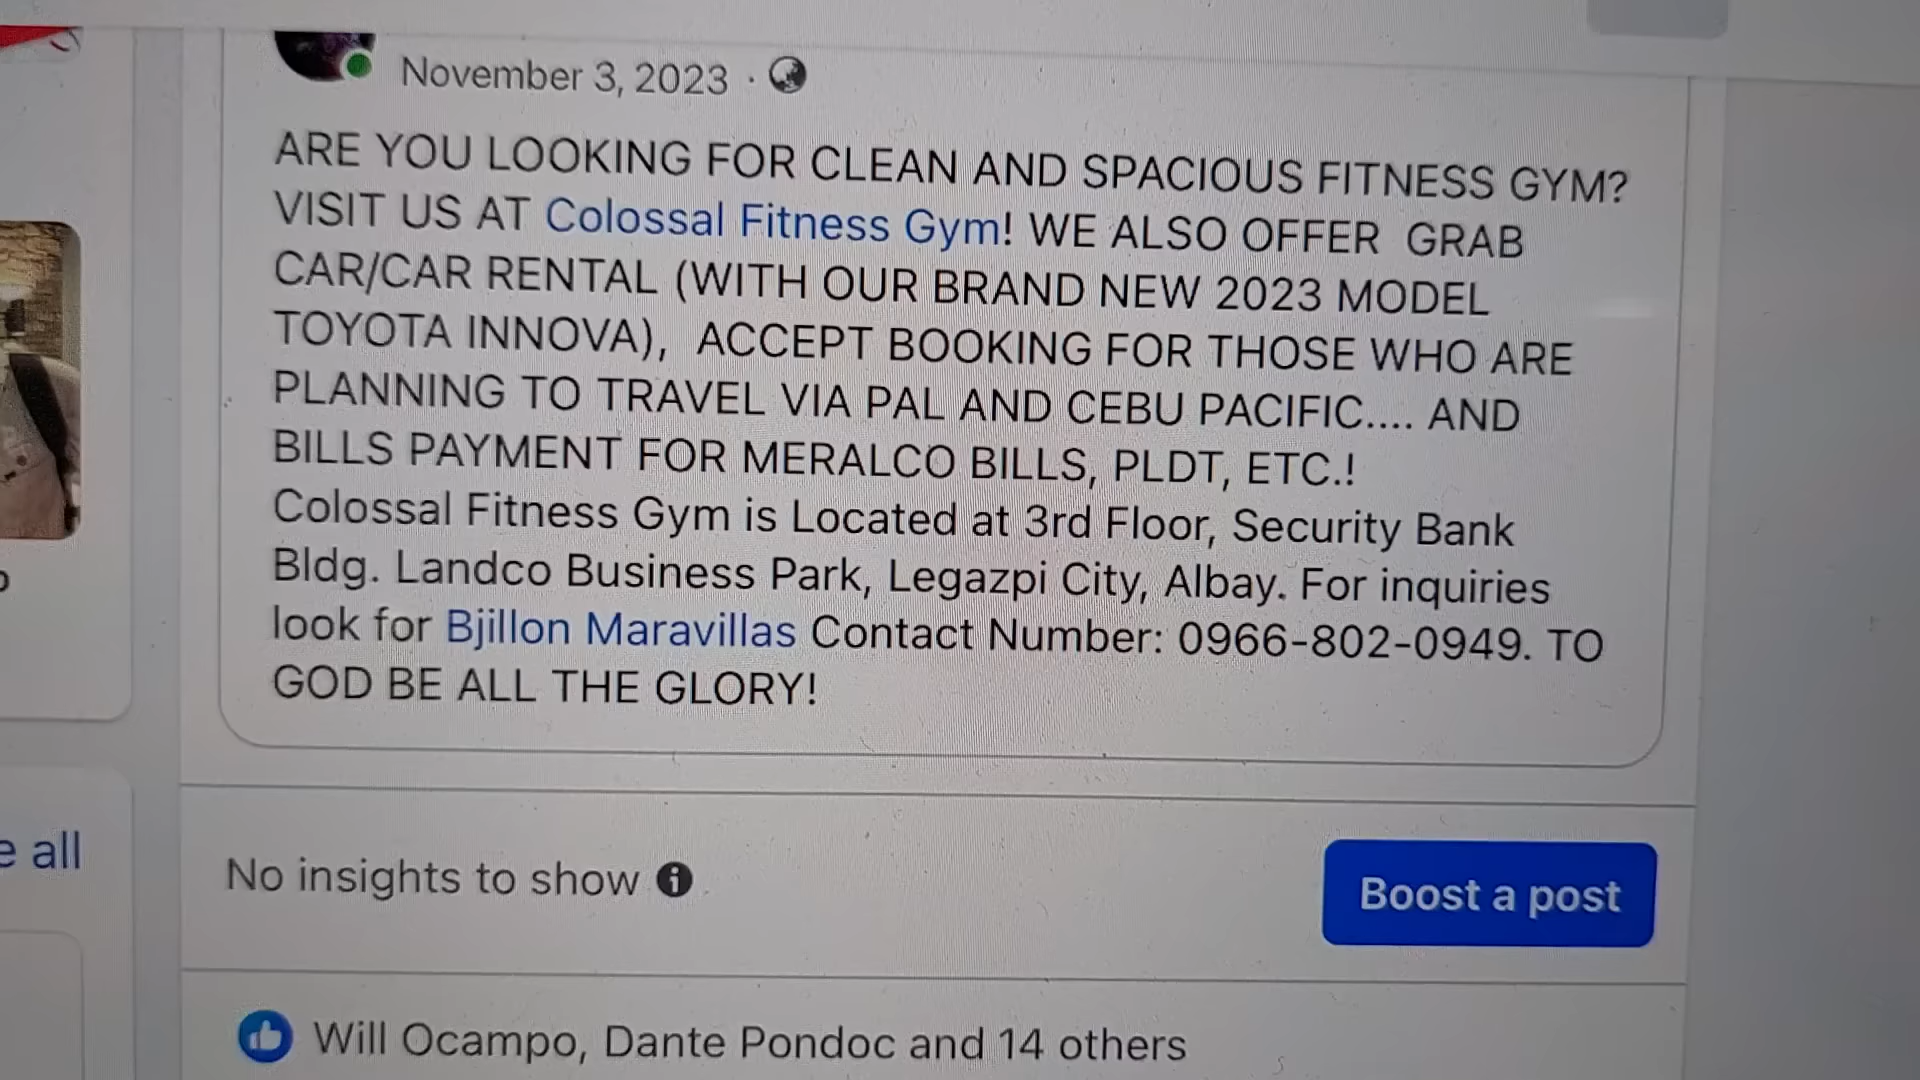 November 3, 2023 ·
ARE YOU LOOKING FOR CLEAN AND SPACIOUS FITNESS GYM?
VISIT US AT Colossal Fitness Gym! WE ALSO OFFER  GRAB
CAR/CAR RENTAL (WITH OUR BRAND NEW 2023 MODEL
TOYOTA INNOVA),  ACCEPT BOOKING FOR THOSE WHO ARE
PLANNING TO TRAVEL VIA PAL AND CEBU PACIFIC.... AND
BILLS PAYMENT FOR MERALCO BILLS, PLDT, ETC.!
Colossal Fitness Gym is Located at 3rd Floor, Security Bank
Bldg. Landco Business Park, Legazpi City, Albay. For inquiries
look for Bjillon Maravillas Contact Number: 0966-802-0949. TO
GOD BE ALL THE GLORY!
all
No insights to show
Boost a post
Will Ocampo, Dante Pondoc and 14 others